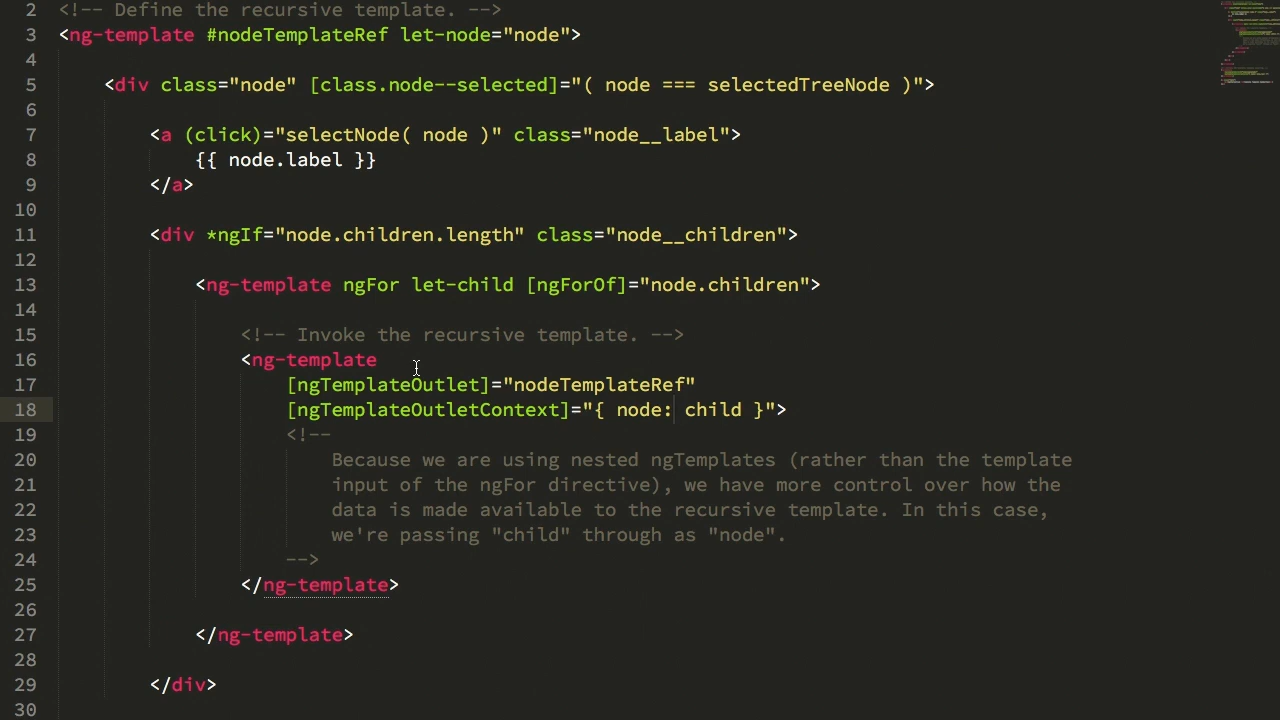 2 <!-- Define the recursive template. -->
3 <ng-template #nodeTemplateRef let-node="node">
4
5 <div class="node" [class.node--selected]="( node === selectedTreeNode )">
6
7 <a (click)="selectNode( node )" class="node__label">
8 {{ node.label }}
9 </a>
10
11 <div *ngIf="node.children.length" class="node__children">
12
13 <ng-template ngFor let-child [ngForOf]="node.children">
14
15 <!-- Invoke the recursive template. -->
16 <ng-template
17 [ngTemplateOutlet]="nodeTemplateRef"
18 [ngTemplateOutletContext]="{ node: child }">
19 <!--
20 Because we are using nested ngTemplates (rather than the template
21 input of the ngFor directive), we have more control over how the
22 data is made available to the recursive template. In this case,
23 we're passing "child" through as "node".
24 -->
25 </ng-template>
26
27 </ng-template>
28
29 </div>
30